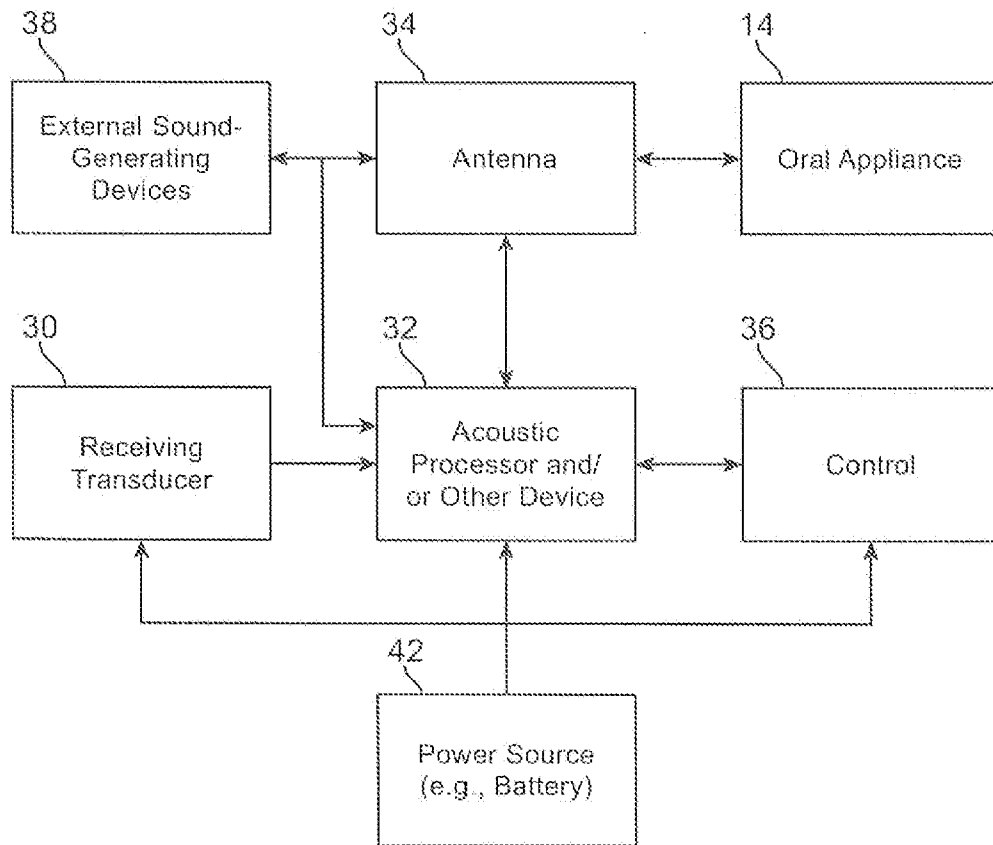 38
34
14
External Sound-
Generating
Devices
Antenna
Oral Appliance
30
32
36
Receiving
Transducer
Acoustic
Processor and/
or Other Device
Control
42
Power Source
(e.g., Battery)